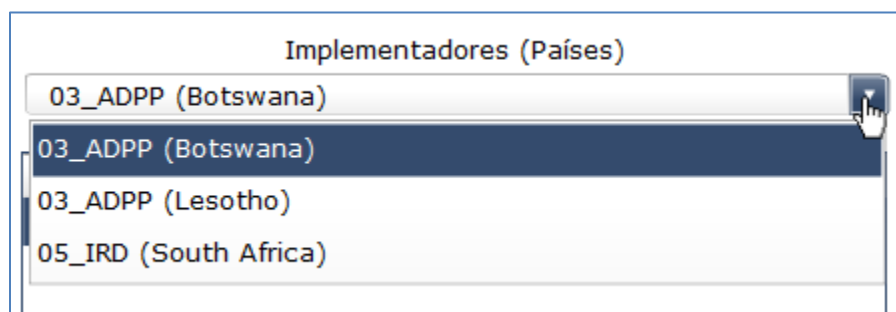 Implementadores (Países)
03_ADPP (Botswana)
03_ADPP (Botswana)
03_ADPP (Lesotho)
05_IRD (South Africa)